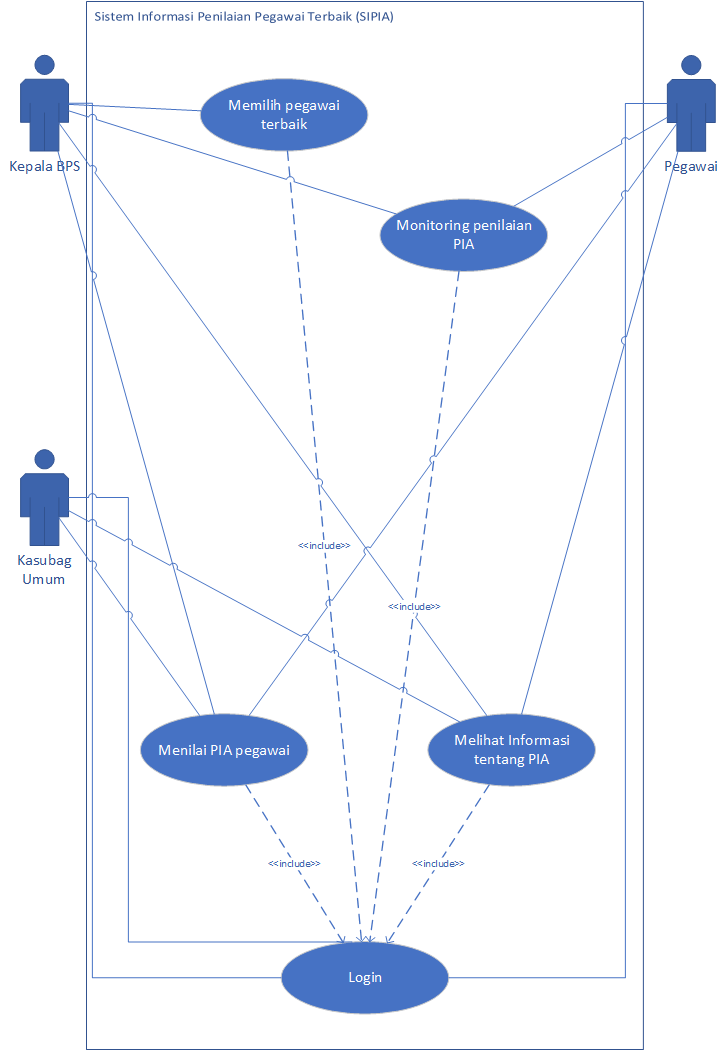 Sistem Informasi Penilaian Pegawai Terbaik (SIPIA)
Memilih pegawai
terbaik
Kepala BPS
Pegawai
Monitoring penilaian
PIA
<<include>>
Kasubag
Umum
<<include>>
Menilai PIA pegawai
Melihat Informasi
tentang PIA
<<include>>
<<include>>
Login